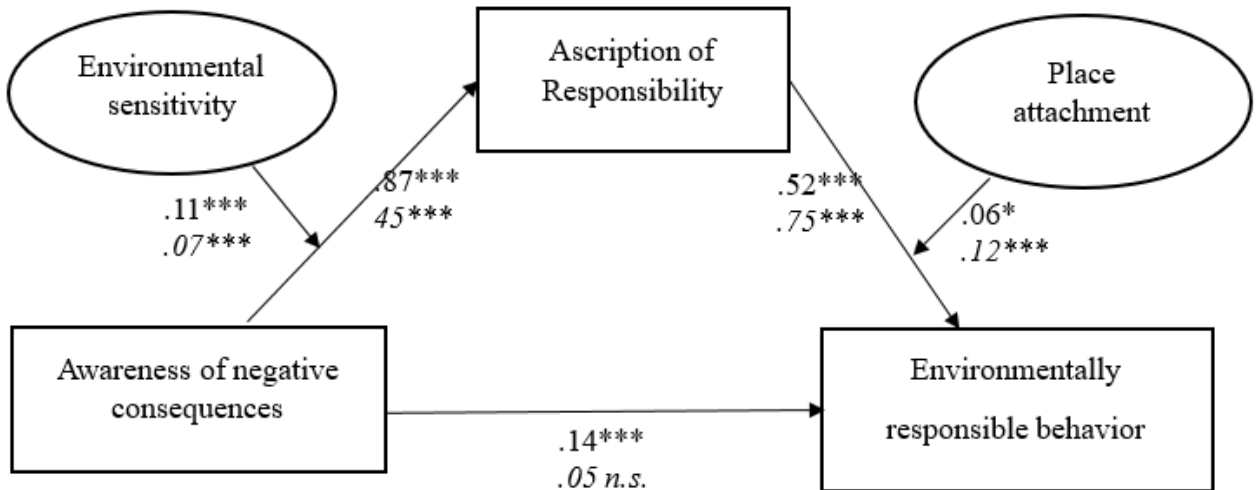 Environmental
sensitivity
Ascription of
Responsibility
Place
attachment
.11***
.07***
.87***
45***
.52***
.75***
.06*
.12***
Awareness of negative
consequences
Environmentally
responsible behavior
.14***
.05 n.s.